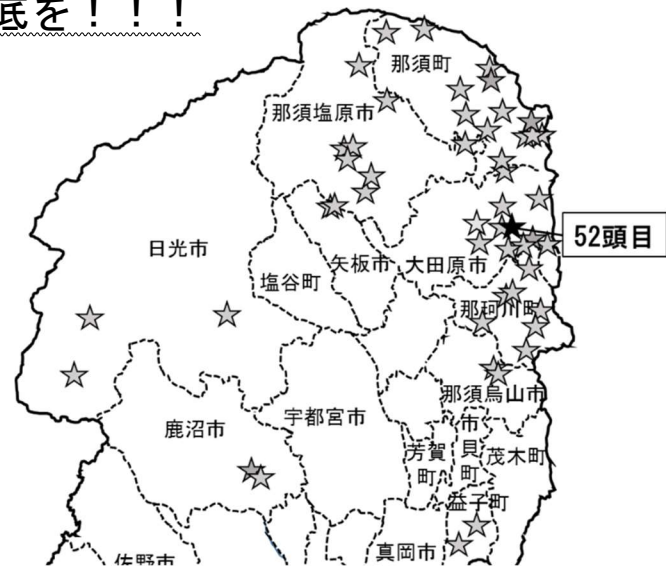 底を！！！
那須町
那須塩原市
日光市
矢板市
大田原市
52頭目
塩谷町
那珂川町
那須烏山市
宇都宮市
鹿沼市
市貝町
芳賀町
茂木町
益子町
真岡市
佐野市